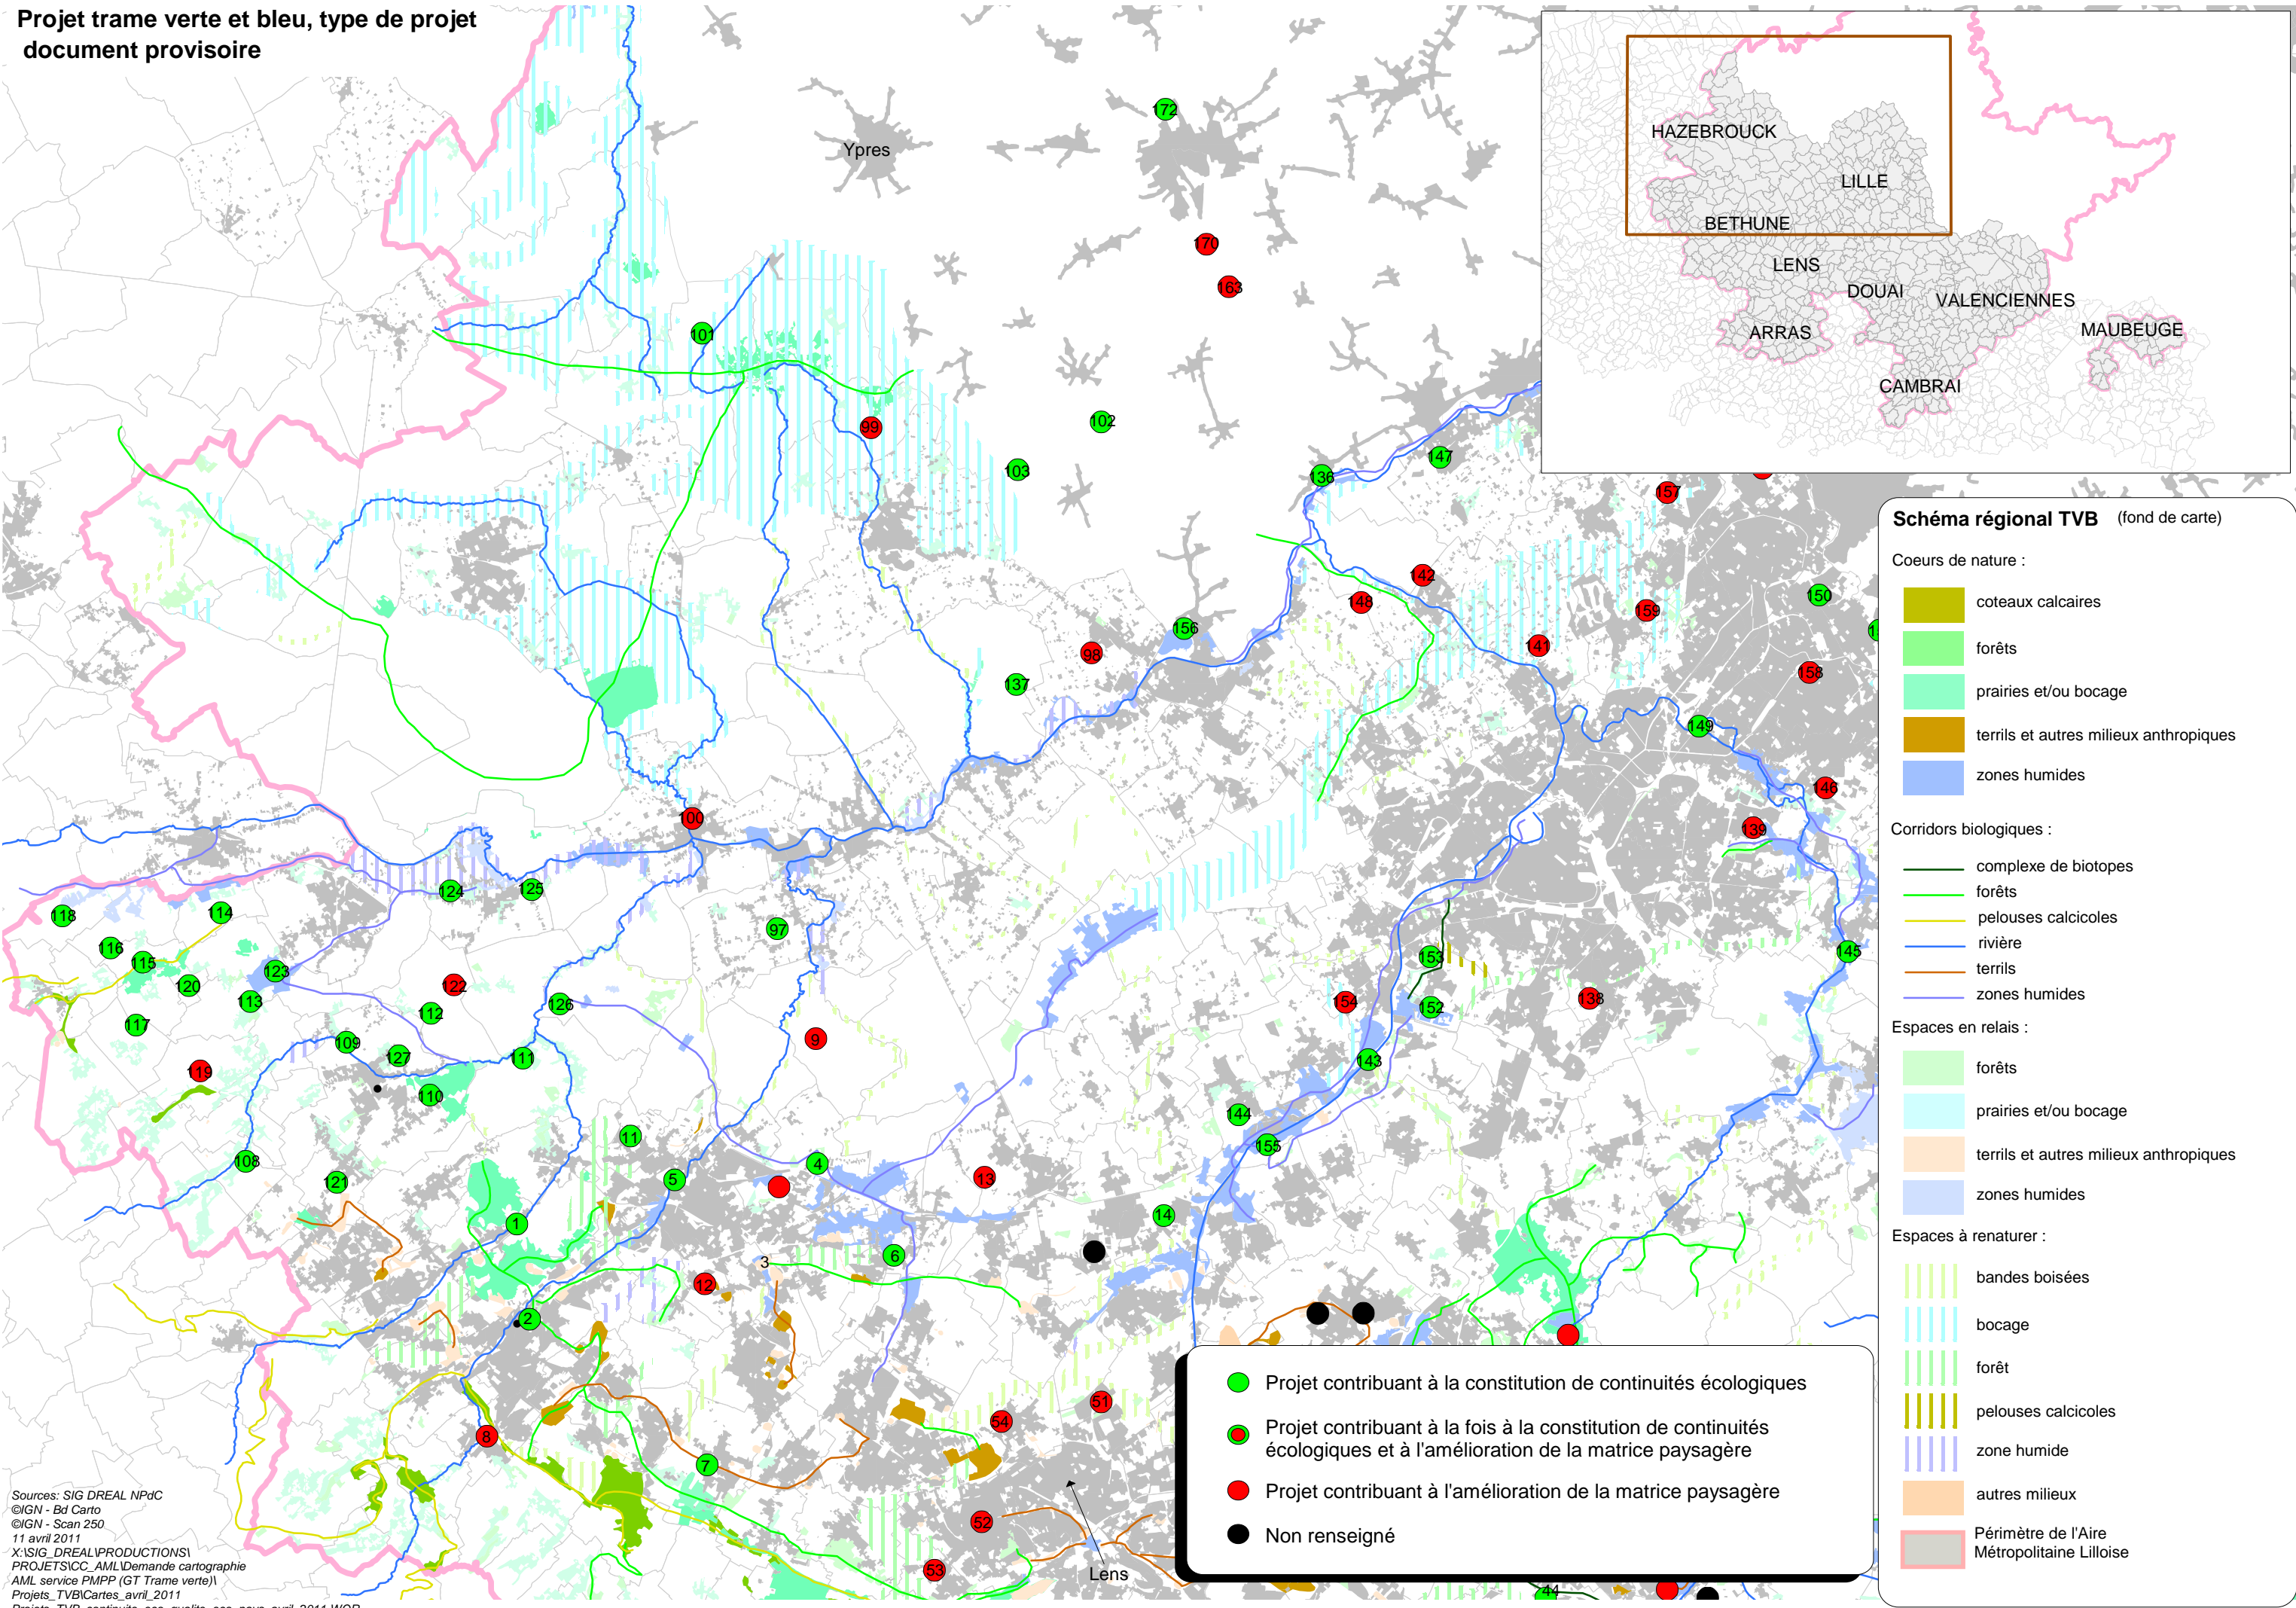 Projet trame verte et bleu, type de projet
document provisoire
Ypres
172
170
163
101
99
102
103
136
147
157
142
148
159
150
141
158
156
98
137
149
146
139
100
124
125
118
114
116
115
123
120
113
117
122
112
126
97
109
127
111
110
119
9
153
152
154
138
145
143
144
155
108
121
11
4
5
13
14
1
6
3
12
2
8
7
54
51
52
53
44
Lens
HAZEBROUCK
LILLE
BETHUNE
LENS
DOUAI
VALENCIENNES
ARRAS
MAUBEUGE
CAMBRAI
Schéma régional TVB (fond de carte)
Coeurs de nature :
coteaux calcaires
forêts
prairies et/ou bocage
terrils et autres milieux anthropiques
zones humides
Corridors biologiques :
complexe de biotopes
forêts
pelouses calcicoles
rivière
terrils
zones humides
Espaces en relais :
forêts
prairies et/ou bocage
terrils et autres milieux anthropiques
zones humides
Espaces à renaturer :
bandes boisées
bocage
forêt
pelouses calcicoles
zone humide
autres milieux
Périmètre de l'Aire
Métropolitaine Lilloise
Projet contribuant à la constitution de continuités écologiques
Projet contribuant à la fois à la constitution de continuités
écologiques et à l'amélioration de la matrice paysagère
Projet contribuant à l'amélioration de la matrice paysagère
Non renseigné
Sources: SIG DREAL NPdC
©IGN - Bd Carto
©IGN - Scan 250
11 avril 2011
X:\SIG_DREAL\PRODUCTIONS\
PROJETS\CC_AML\Demande cartographie
AML service PMPP (GT Trame verte)\
Projets_TVB\Cartes_avril_2011